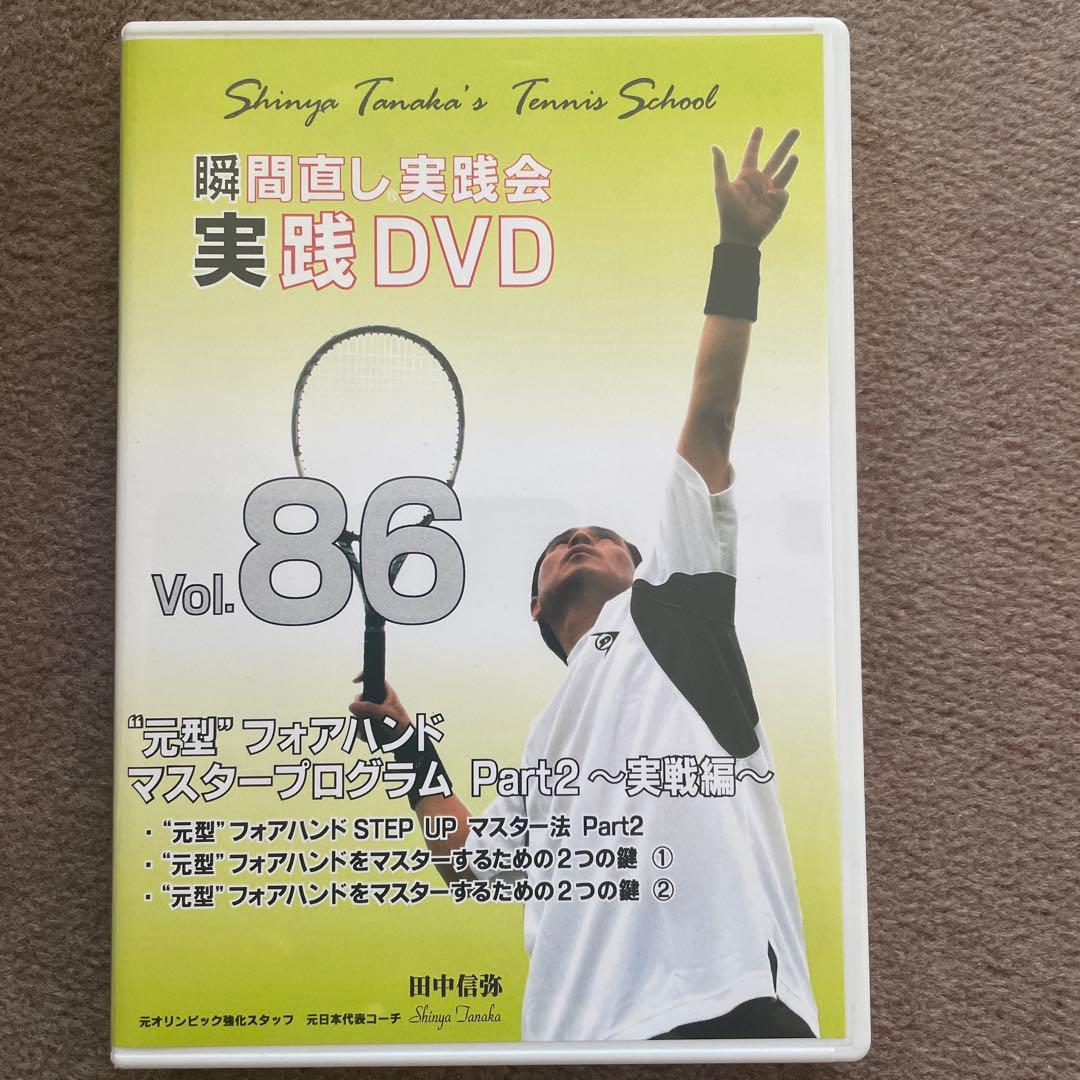 Shinya Tanaka's Tennis School
瞬間直し®実践会
実践DVD
Vol.86
“元型”フォアハンド
マスタープログラム Part2～実戦編～
・“元型”フォアハンドSTEP UP マスター法 Part2
・“元型”フォアハンドをマスターするための2つの鍵 ①
・“元型”フォアハンドをマスターするための2つの鍵 ②
田中信弥
元オリンピック強化スタッフ 元日本代表コーチ Shinya Tanaka